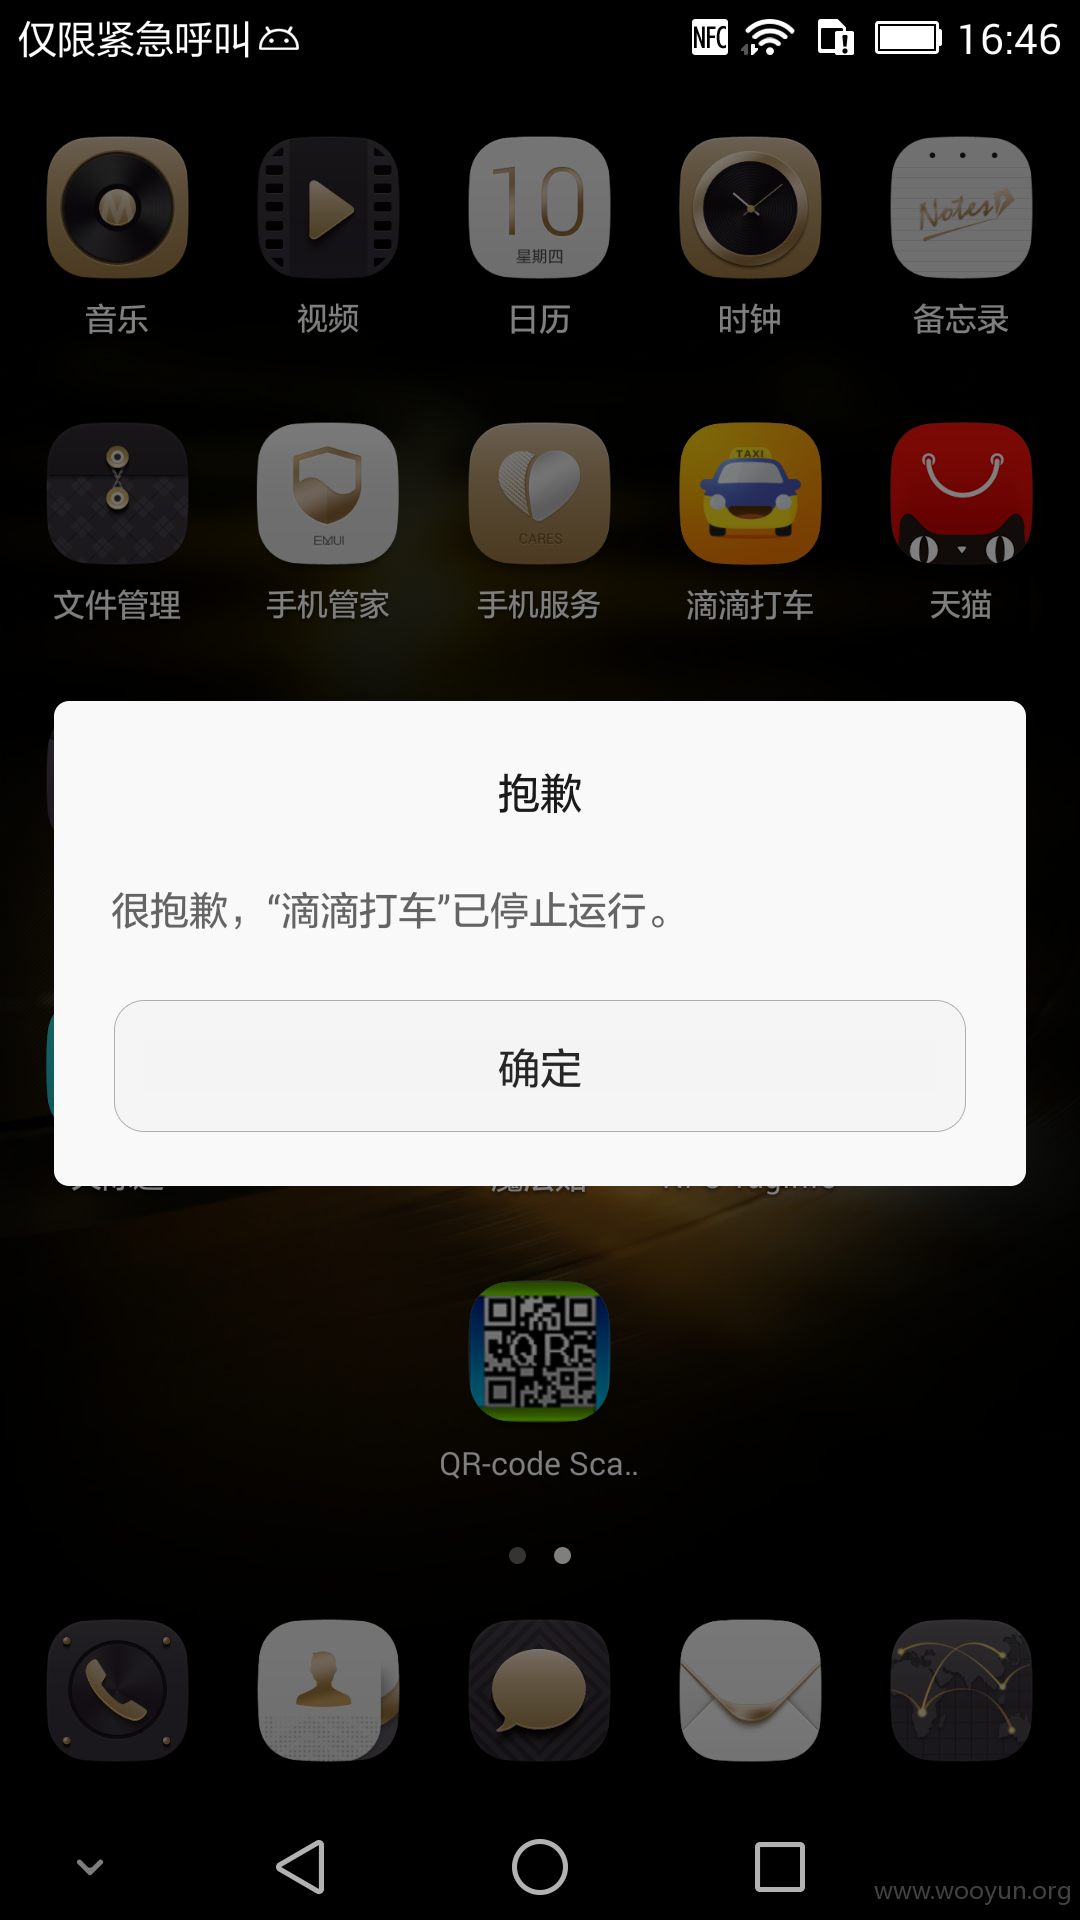 仅限紧急呼叫 NFC 16:46
10
星期四
Notes
音乐 视频 日历 时钟 备忘录
TAXI
EMUI
CARES
文件管理 手机管家 手机服务 滴滴打车 天猫
抱歉
很抱歉，“滴滴打车”已停止运行。
确定
QR
QR-code Sca..
www.wooyun.org